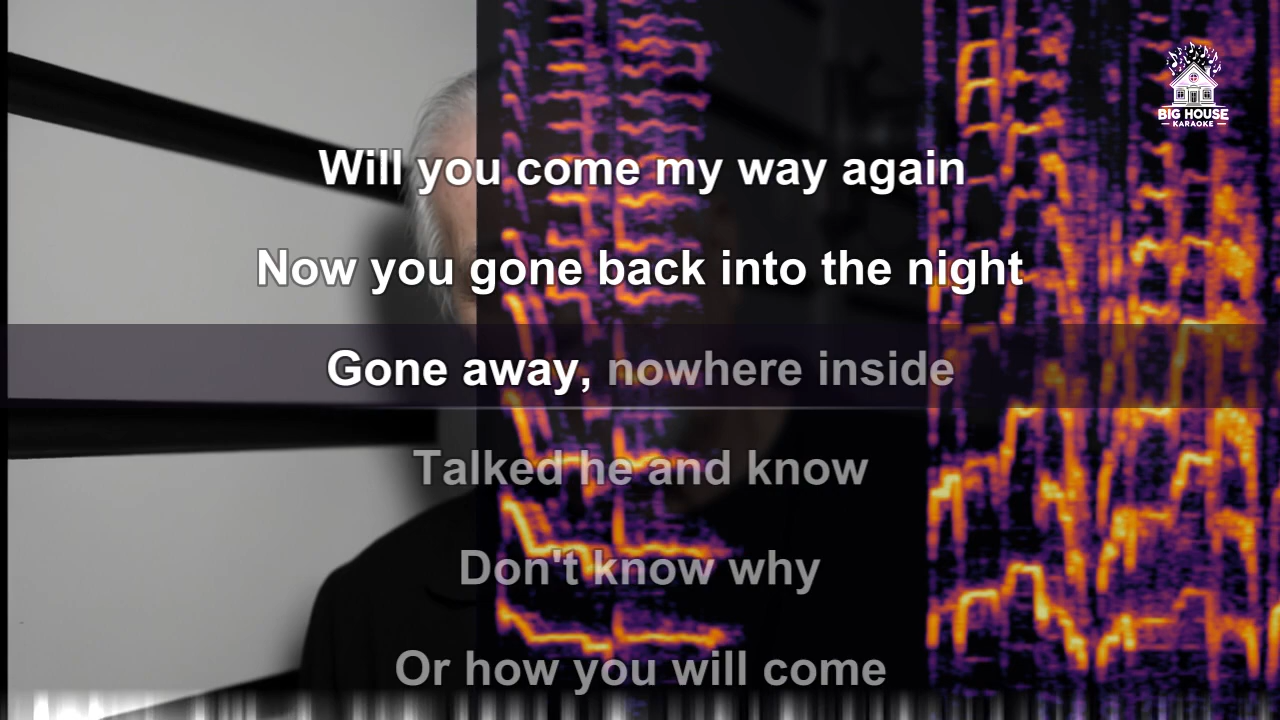 BIG HOUSE
KARAOKE
Will you come my way again
Now you gone back into the night
Gone away, nowhere inside
Talked he and know
Don't know why
Or how you will come